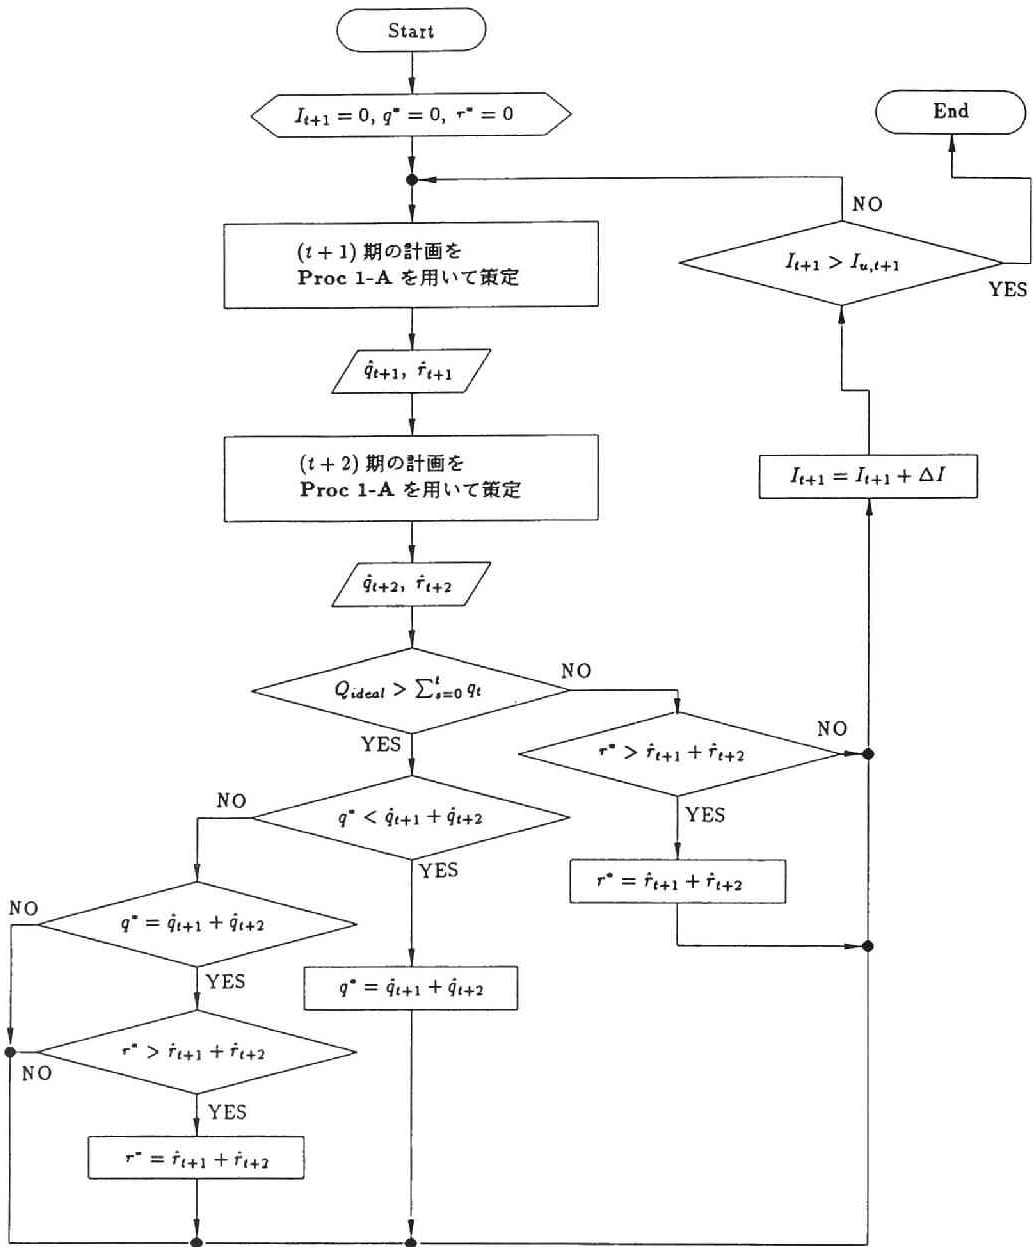 Start
I_{t+1} = 0, q* = 0, r* = 0
End
NO
(t + 1) 期の計画を
Proc 1-A を用いて策定
I_{t+1} > I_{u,t+1}
YES
q̂_{t+1}, r̂_{t+1}
(t + 2) 期の計画を
Proc 1-A を用いて策定
I_{t+1} = I_{t+1} + ΔI
q̂_{t+2}, r̂_{t+2}
Q_{ideal} > ∑_{s=0}^{t} q_t
NO
YES
r* > r̂_{t+1} + r̂_{t+2}
NO
YES
q* < q̂_{t+1} + q̂_{t+2}
NO
YES
r* = r̂_{t+1} + r̂_{t+2}
q* = q̂_{t+1} + q̂_{t+2}
NO
YES
q* = q̂_{t+1} + q̂_{t+2}
r* > r̂_{t+1} + r̂_{t+2}
NO
YES
r* = r̂_{t+1} + r̂_{t+2}